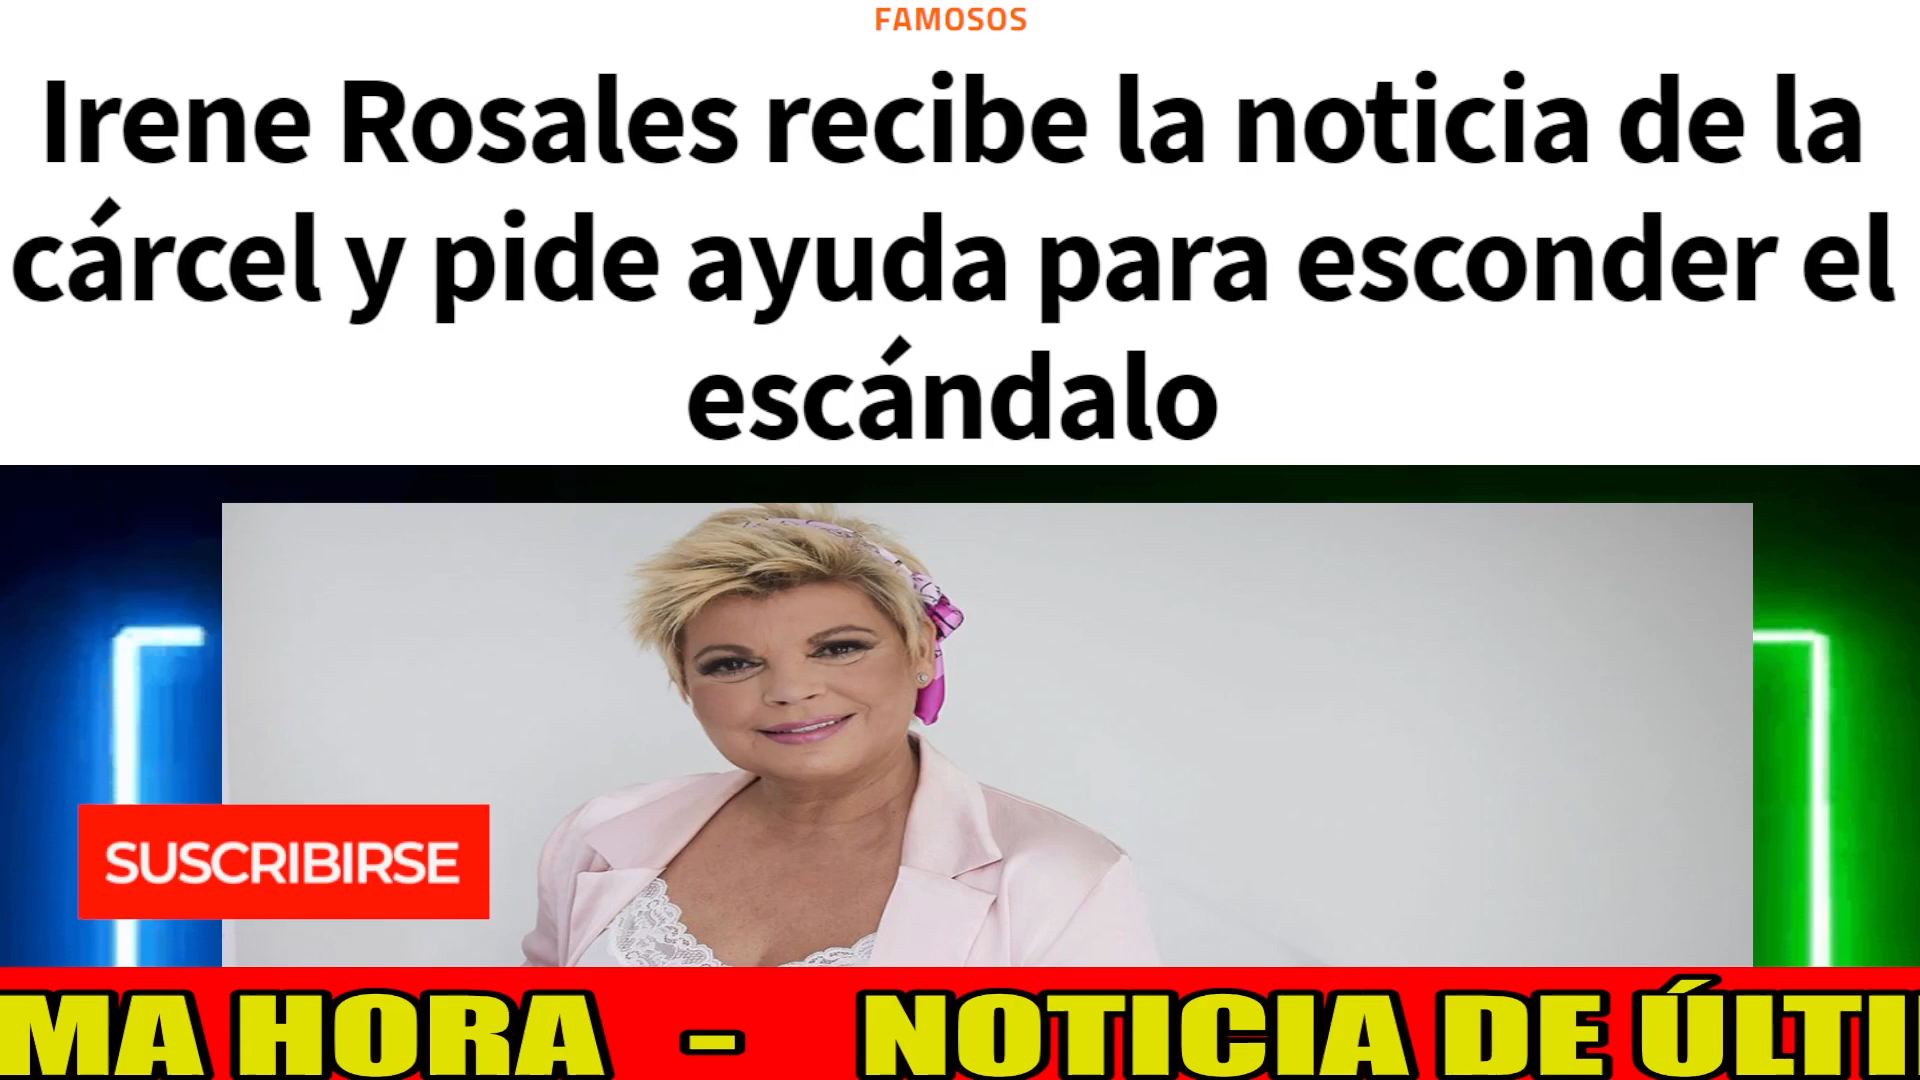 FAMOSOS
Irene Rosales recibe la noticia de la
cárcel y pide ayuda para esconder el
escándalo
SUSCRIBIRSE
MA HORA - NOTICIA DE ÚLTI